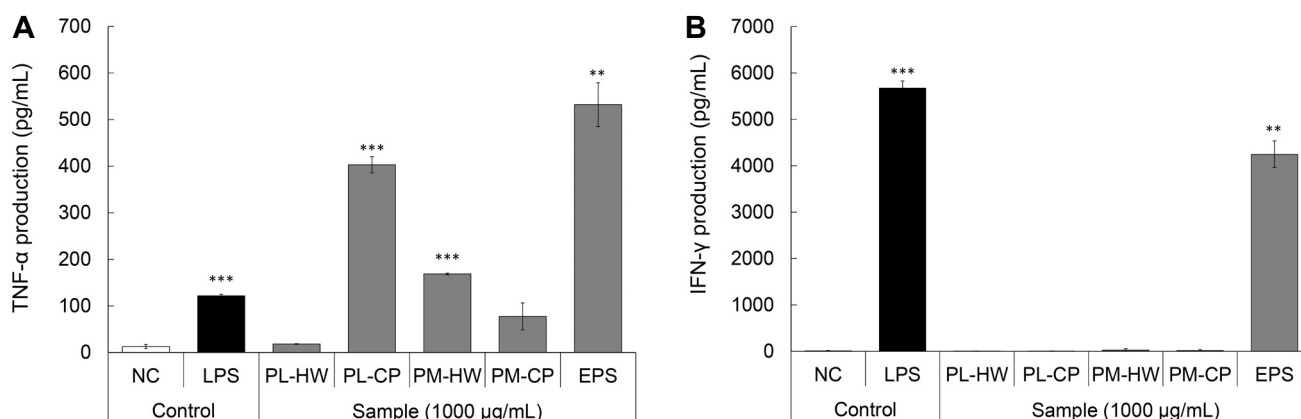 A
TNF-α production (pg/mL)
700
600
500
400
300
200
100
0
***
***
***
**
NC LPS PL-HW PL-CP PM-HW PM-CP EPS
Control Sample (1000 µg/mL)
B
IFN-γ production (pg/mL)
7000
6000
5000
4000
3000
2000
1000
0
***
**
NC LPS PL-HW PL-CP PM-HW PM-CP EPS
Control Sample (1000 µg/mL)